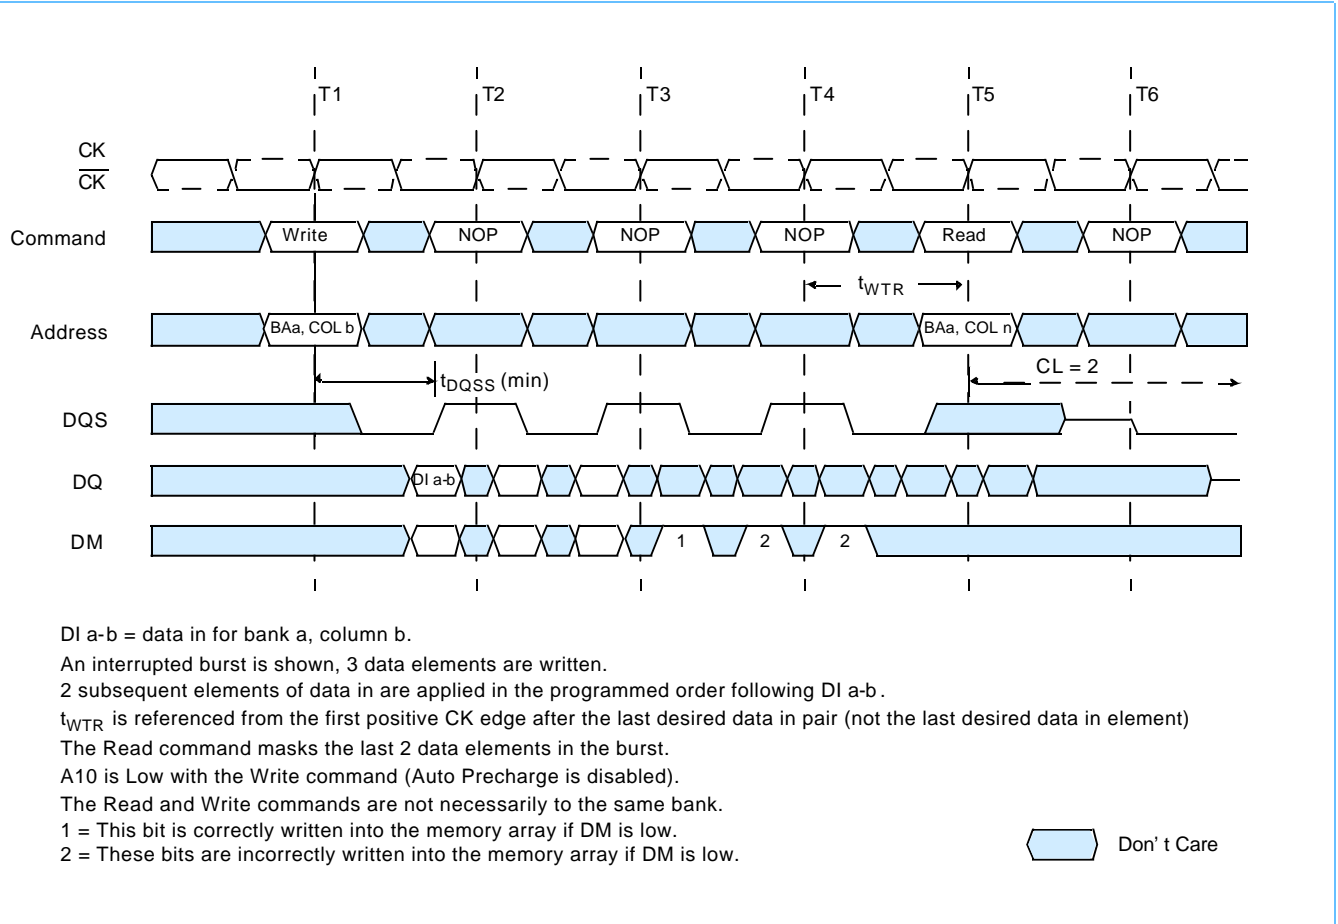 T1 T2 T3 T4 T5 T6
CK
CK
Command Write NOP NOP NOP Read NOP
tWTR
Address BAa, COL b BAa, COL n
CL = 2
tDQSS (min)
DQS
DQ DI a-b
DM 1 2 2
DI a-b = data in for bank a, column b.
An interrupted burst is shown, 3 data elements are written.
2 subsequent elements of data in are applied in the programmed order following DI a-b.
tWTR is referenced from the first positive CK edge after the last desired data in pair (not the last desired data in element)
The Read command masks the last 2 data elements in the burst.
A10 is Low with the Write command (Auto Precharge is disabled).
The Read and Write commands are not necessarily to the same bank.
1 = This bit is correctly written into the memory array if DM is low.
2 = These bits are incorrectly written into the memory array if DM is low.
Don' t Care